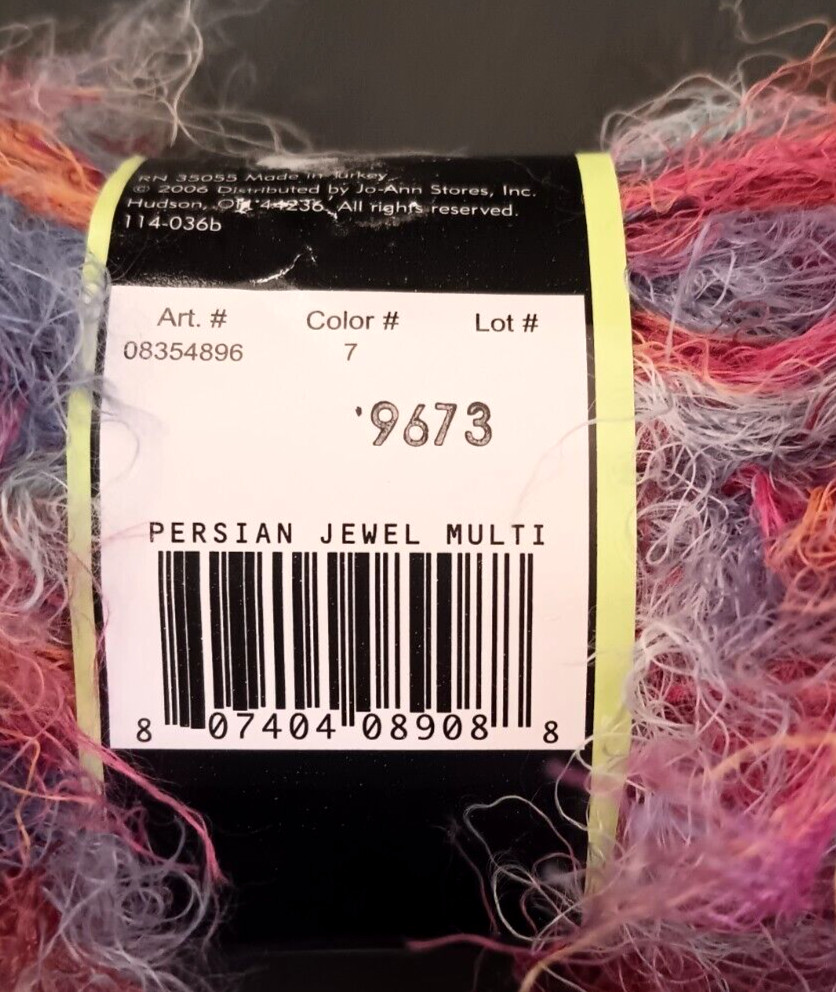 RN 35055 Made in Turkey
© 2006 Distributed by Jo-Ann Stores, Inc.
Hudson, OH 44236. All rights reserved.
114-036b
Art. # Color # Lot #
08354896 7
9673
PERSIAN JEWEL MULTI
8 07404 08908 8